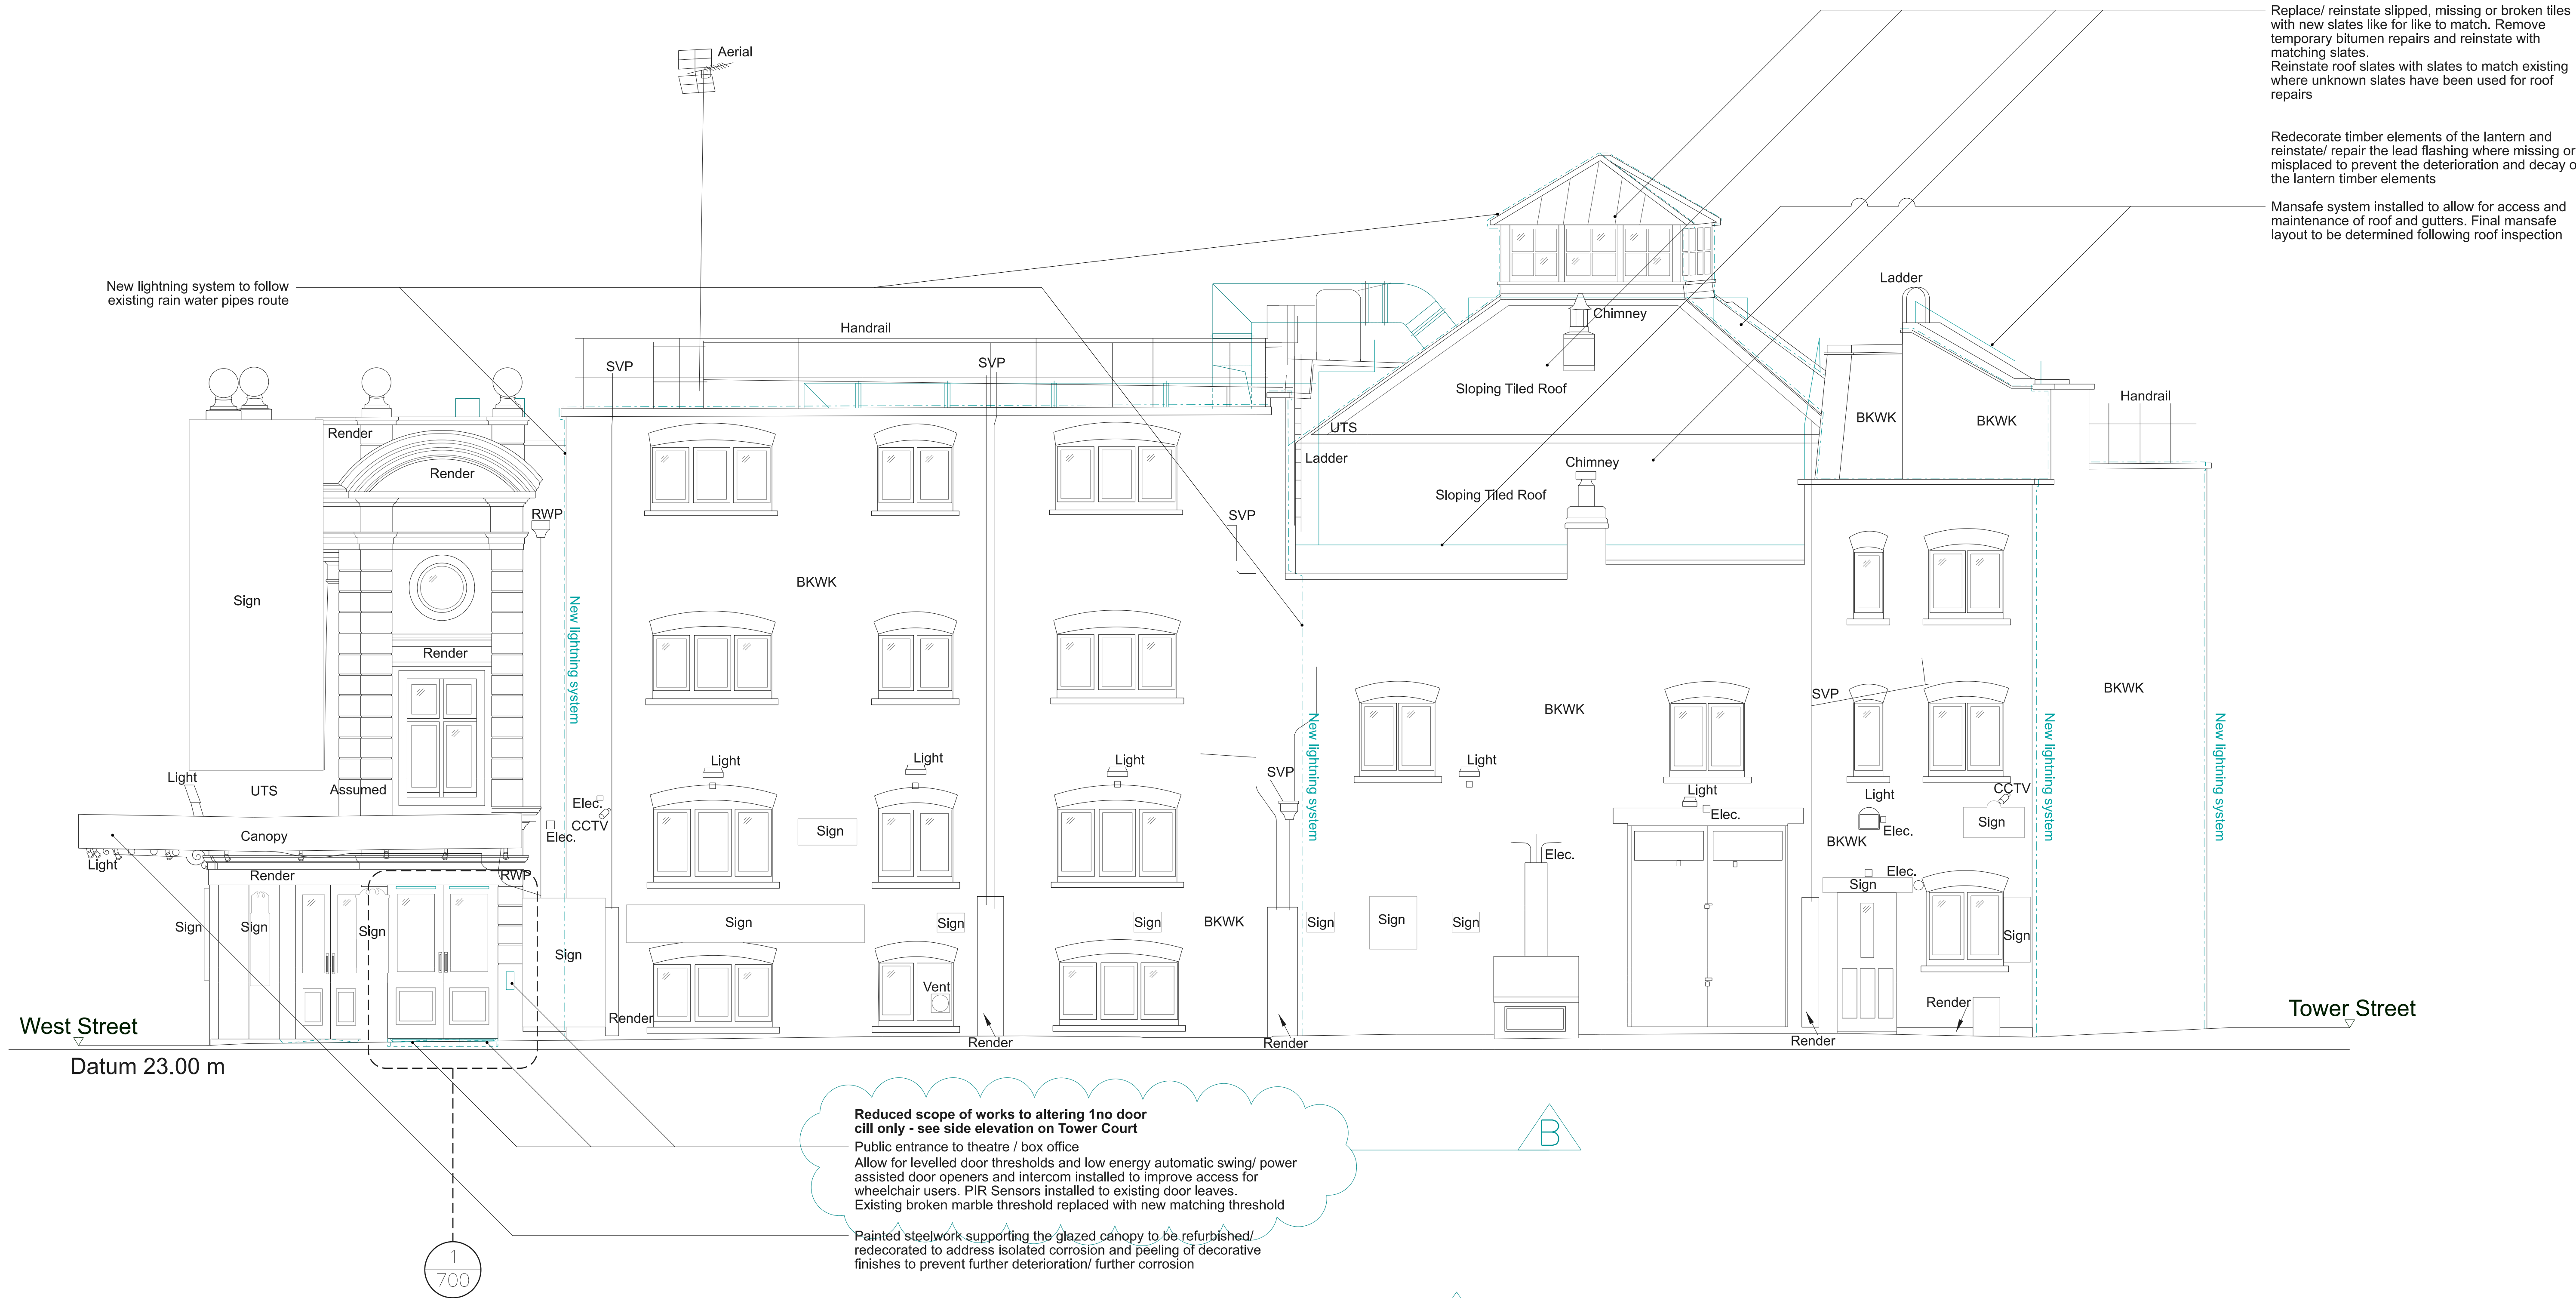 Replace/ reinstate slipped, missing or broken tiles
with new slates like for like to match. Remove
temporary bitumen repairs and reinstate with
matching slates.
Reinstate roof slates with slates to match existing
where unknown slates have been used for roof
repairs
Redecorate timber elements of the lantern and
reinstate/ repair the lead flashing where missing or
misplaced to prevent the deterioration and decay
the lantern timber elements
Mansafe system installed to allow for access and
maintenance of roof and gutters. Final mansafe
layout to be determined following roof inspection
Aerial
New lightning system to follow
existing rain water pipes route
Ladder
Handrail
Chimney
SVP
SVP
Sloping Tiled Roof
Handrail
Render
UTS
BKWK
BKWK
Render
Ladder
Chimney
Sloping Tiled Roof
RWP
SVP
BKWK
Sign
New lightning system
Render
SVP
BKWK
BKWK
New lightning system
New lightning system
New lightning system
Light
UTS
Assumed
Light
Light
Light
Light
SVP
Light
Light
CCTV
Elec.
CCTV
Elec.
Elec.
Elec.
Sign
Sign
Canopy
BKWK
Light
Elec.
Render
RWP
Elec.
Sign
Sign
Sign
Sign
Sign
Sign
Sign
Sign
BKWK
Sign
Sign
Sign
Sign
Sign
Vent
Render
Render
West Street
Tower Street
Render
Render
Render
Datum 23.00 m
Reduced scope of works to altering 1no door
cill only - see side elevation on Tower Court
Public entrance to theatre / box office
Allow for levelled door thresholds and low energy automatic swing/ power
assisted door openers and intercom installed to improve access for
wheelchair users. PIR Sensors installed to existing door leaves.
Existing broken marble threshold replaced with new matching threshold
B
Painted steelwork supporting the glazed canopy to be refurbished/
redecorated to address isolated corrosion and peeling of decorative
finishes to prevent further deterioration/ further corrosion
1
700